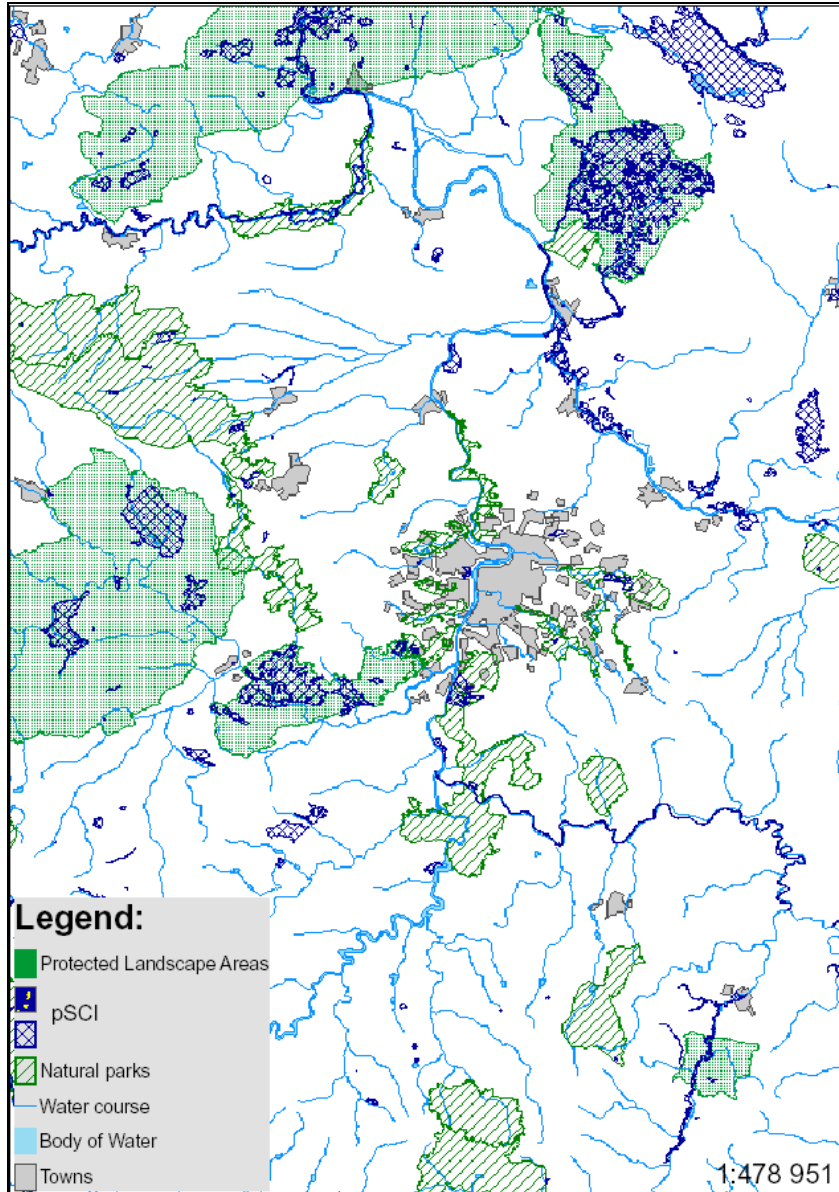 Legend:
Protected Landscape Areas
pSCI
Natural parks
Water course
Body of Water
Towns
1:478 951